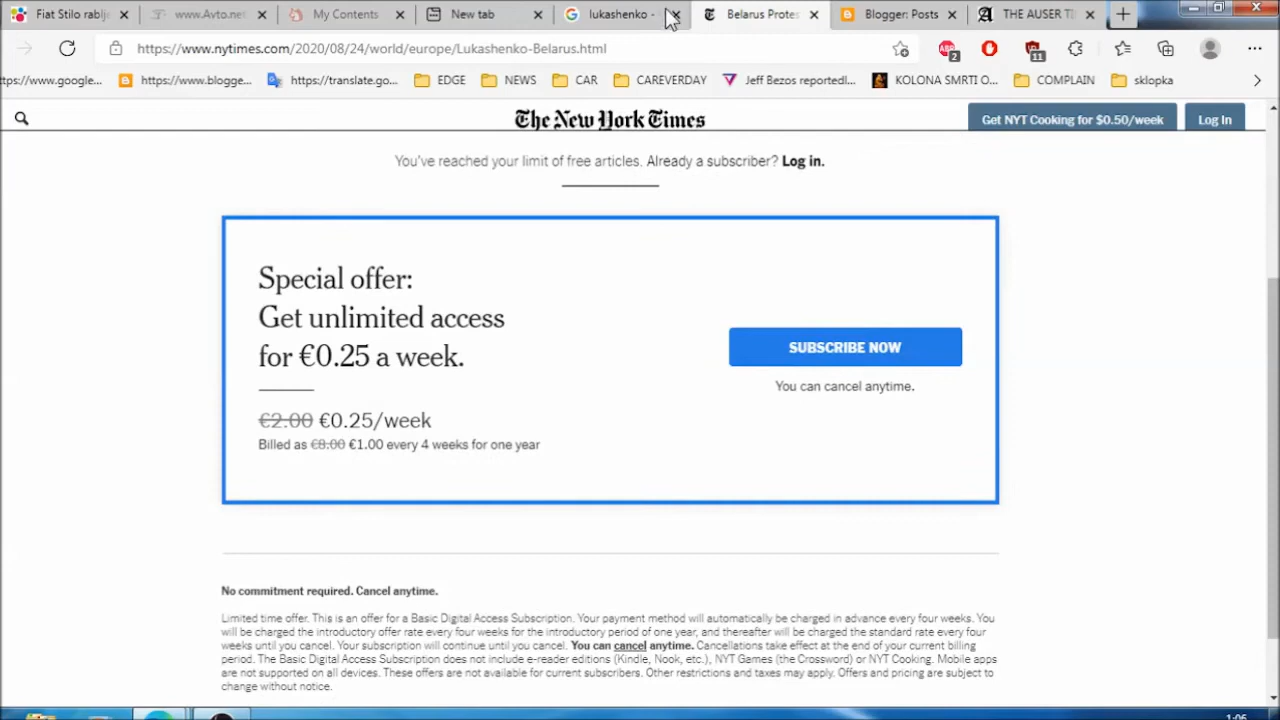 Fiat Stilo rablje
www.Avto.net
My Contents
New tab
lukashenko -
Belarus Protes
Blogger: Posts
THE AUSER TI
https://www.nytimes.com/2020/08/24/world/europe/Lukashenko-Belarus.html
2
11
ttps://www.google...
https://www.blogge...
https://translate.go...
EDGE
NEWS
CAR
CAREVERDAY
Jeff Bezos reportedl...
KOLONA SMRTI O...
COMPLAIN
sklopka
The New York Times
Get NYT Cooking for $0.50/week
Log In
You've reached your limit of free articles. Already a subscriber? Log in.
Special offer:
Get unlimited access
for €0.25 a week.
€2.00 €0.25/week
Billed as €8.00 €1.00 every 4 weeks for one year
SUBSCRIBE NOW
You can cancel anytime.
No commitment required. Cancel anytime.
Limited time offer. This is an offer for a Basic Digital Access Subscription. Your payment method will automatically be charged in advance every four weeks. You
will be charged the introductory offer rate every four weeks for the introductory period of one year, and thereafter will be charged the standard rate every four
weeks until you cancel. Your subscription will continue until you cancel. You can cancel anytime. Cancellations take effect at the end of your current billing
period. The Basic Digital Access Subscription does not include e-reader editions (Kindle, Nook, etc.), NYT Games (the Crossword) or NYT Cooking. Mobile apps
are not supported on all devices. These offers are not available for current subscribers. Other restrictions and taxes may apply. Offers and pricing are subject to
change without notice.
1:06